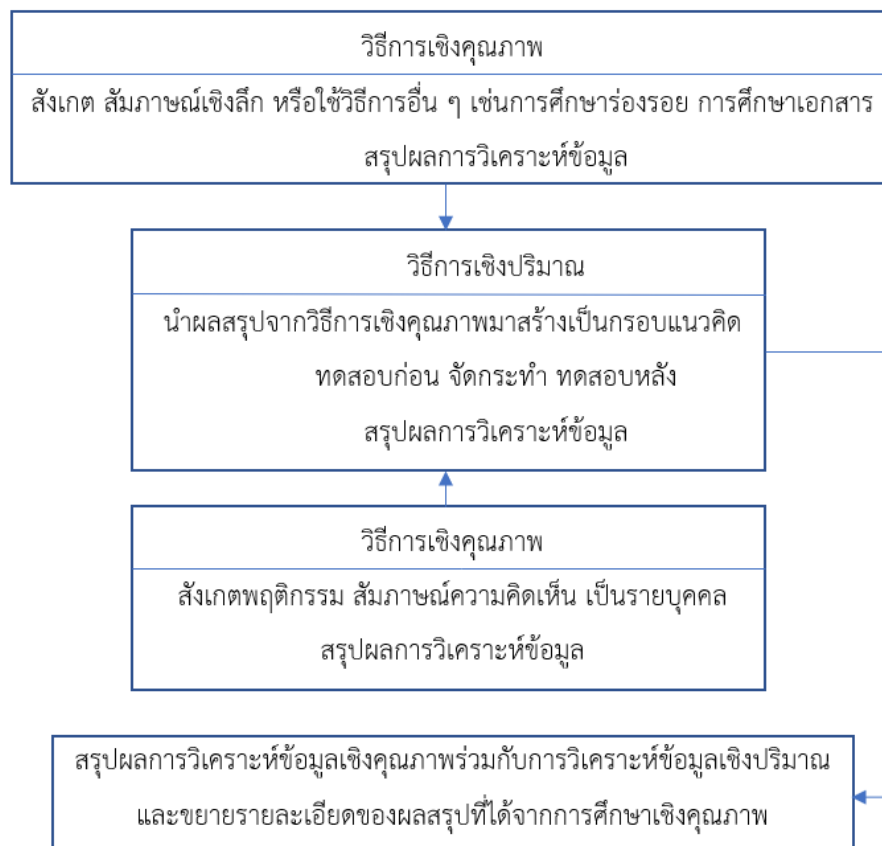 วิธีการเชิงคุณภาพ
สังเกต สัมภาษณ์เชิงลึก หรือใช้วิธีการอื่น ๆ เช่นการศึกษาร่องรอย การศึกษาเอกสาร
สรุปผลการวิเคราะห์ข้อมูล
วิธีการเชิงปริมาณ
นำผลสรุปจากวิธีการเชิงคุณภาพมาสร้างเป็นกรอบแนวคิด
ทดสอบก่อน จัดกระทำ ทดสอบหลัง
สรุปผลการวิเคราะห์ข้อมูล
วิธีการเชิงคุณภาพ
สังเกตพฤติกรรม สัมภาษณ์ความคิดเห็น เป็นรายบุคคล
สรุปผลการวิเคราะห์ข้อมูล
สรุปผลการวิเคราะห์ข้อมูลเชิงคุณภาพร่วมกับการวิเคราะห์ข้อมูลเชิงปริมาณ
และขยายรายละเอียดของผลสรุปที่ได้จากการศึกษาเชิงคุณภาพ